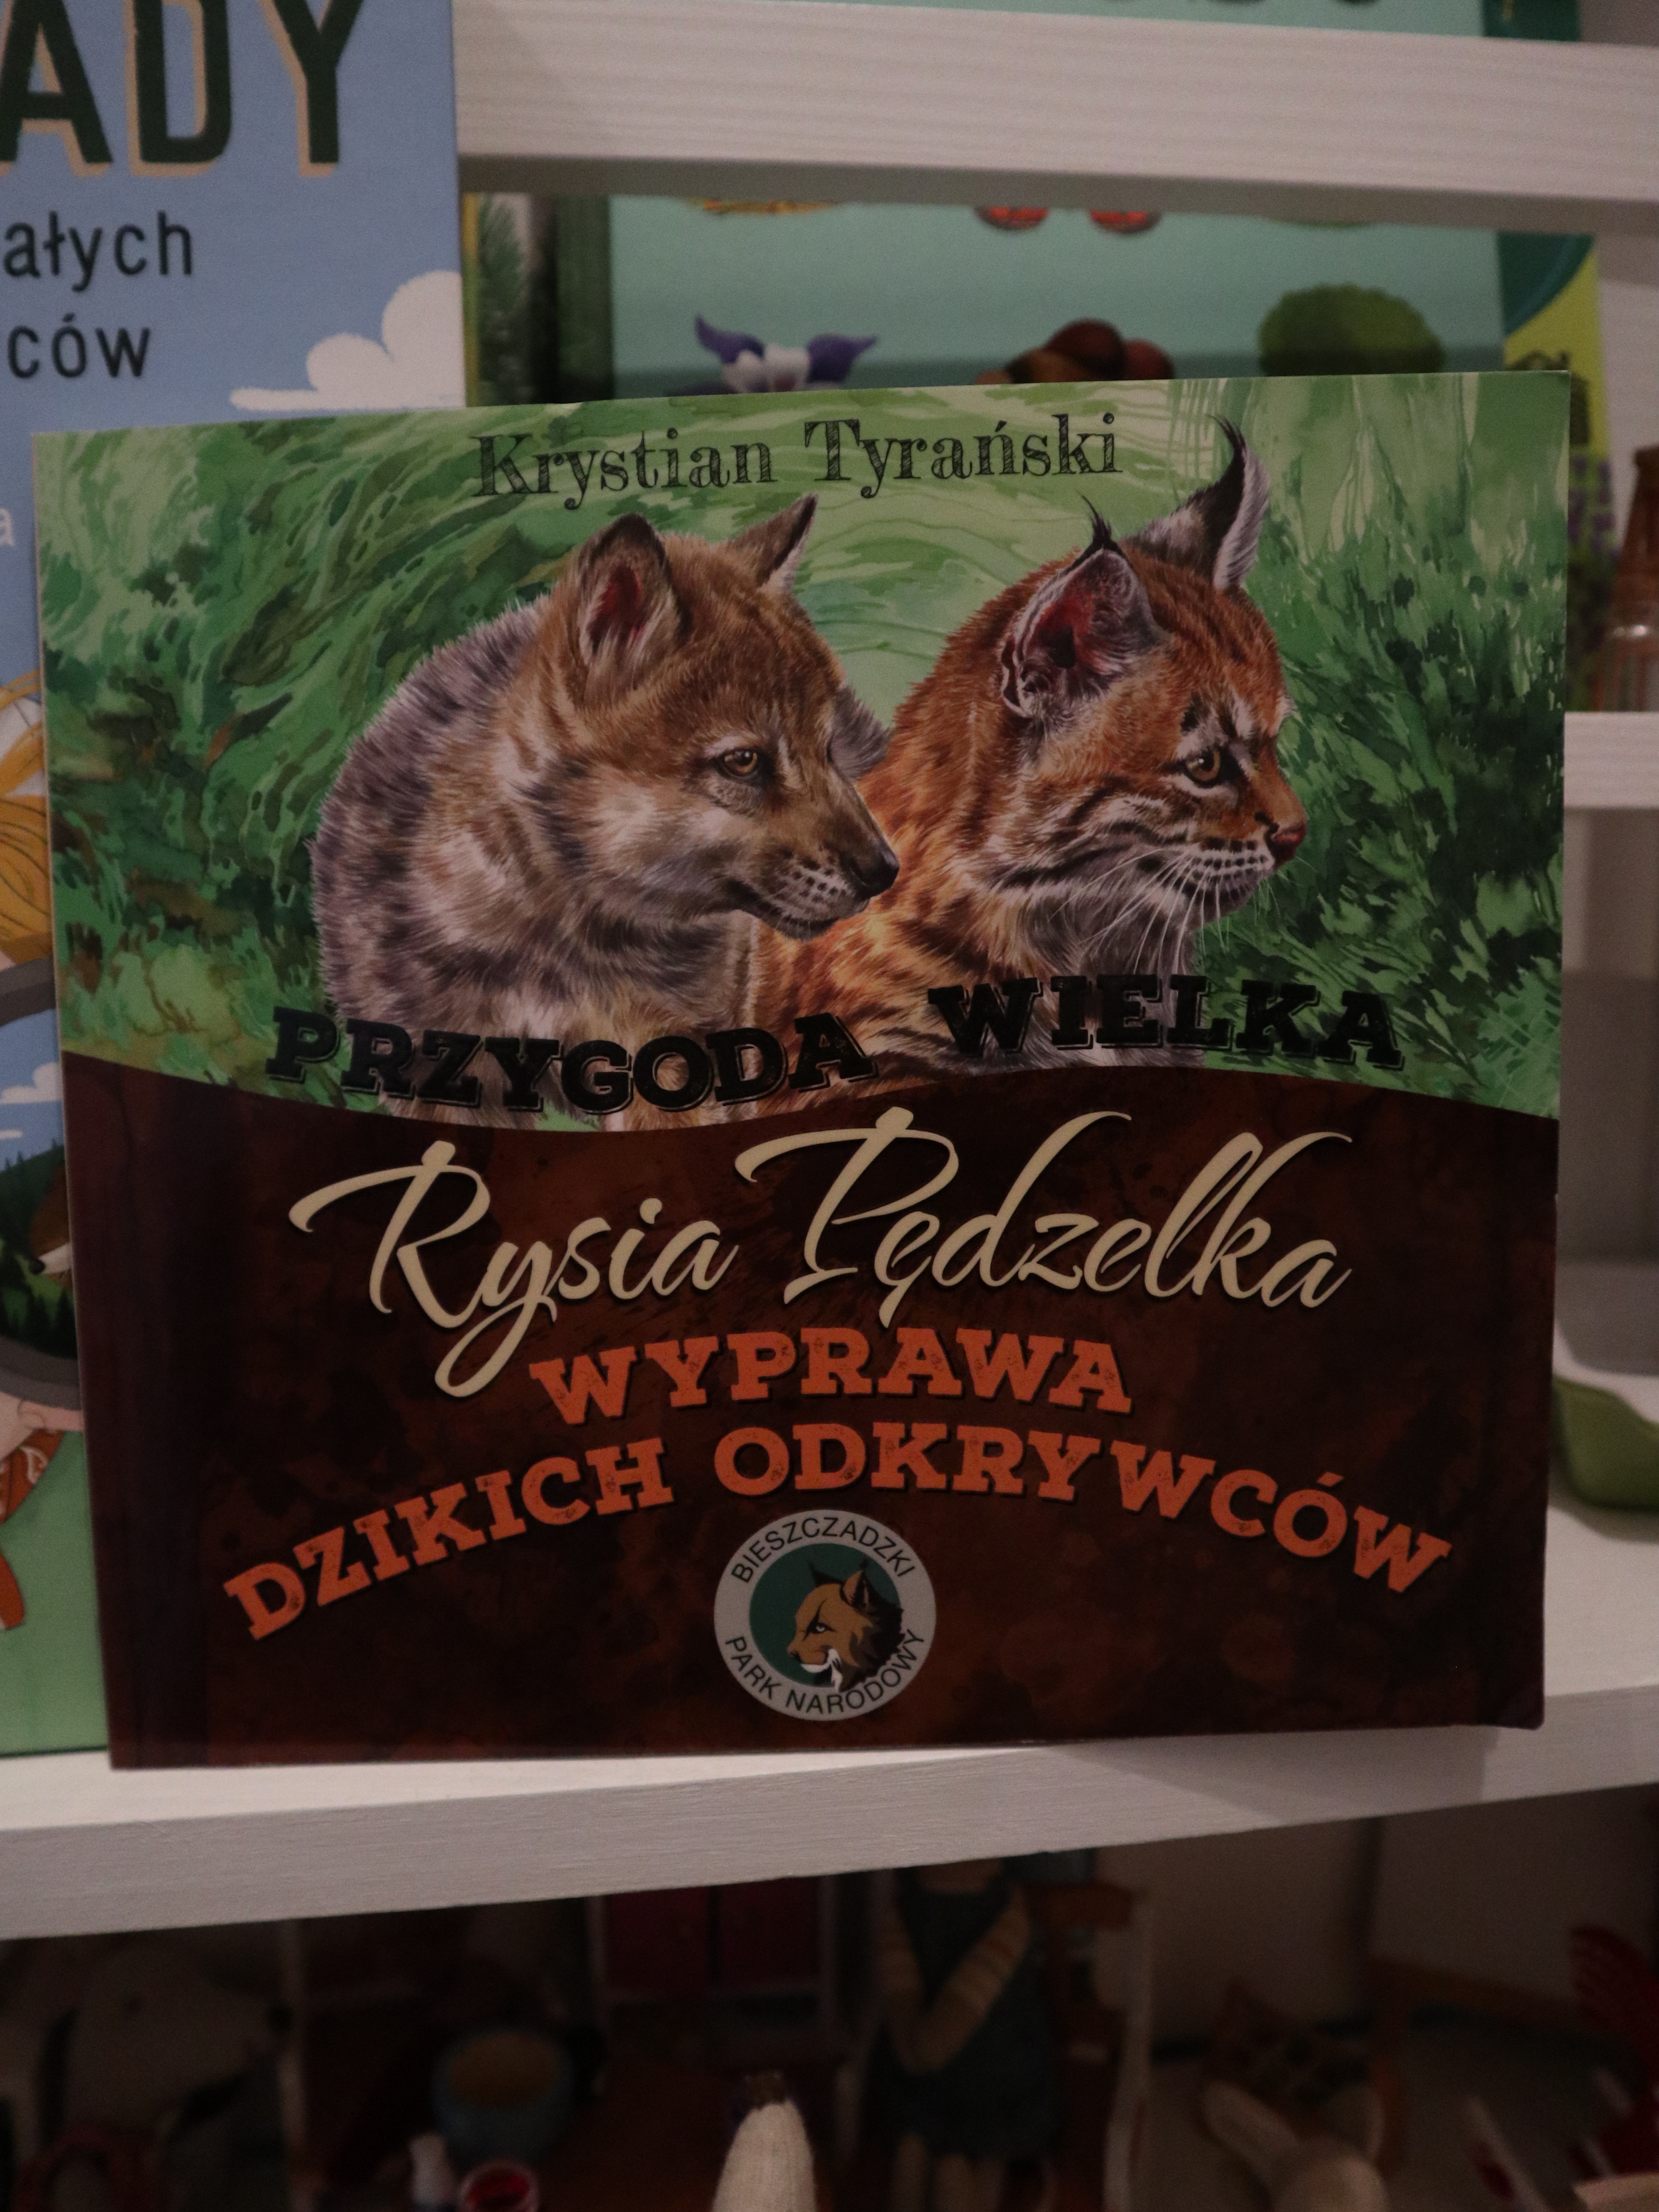 ADY
ałych
ców
a
Krystian Tyrański
PRZYGODA WIELKA
Rysia Pędzelka
WYPRAWA
DZIKICH ODKRYWCÓW
BIESZCZADZKI
PARK NARODOWY